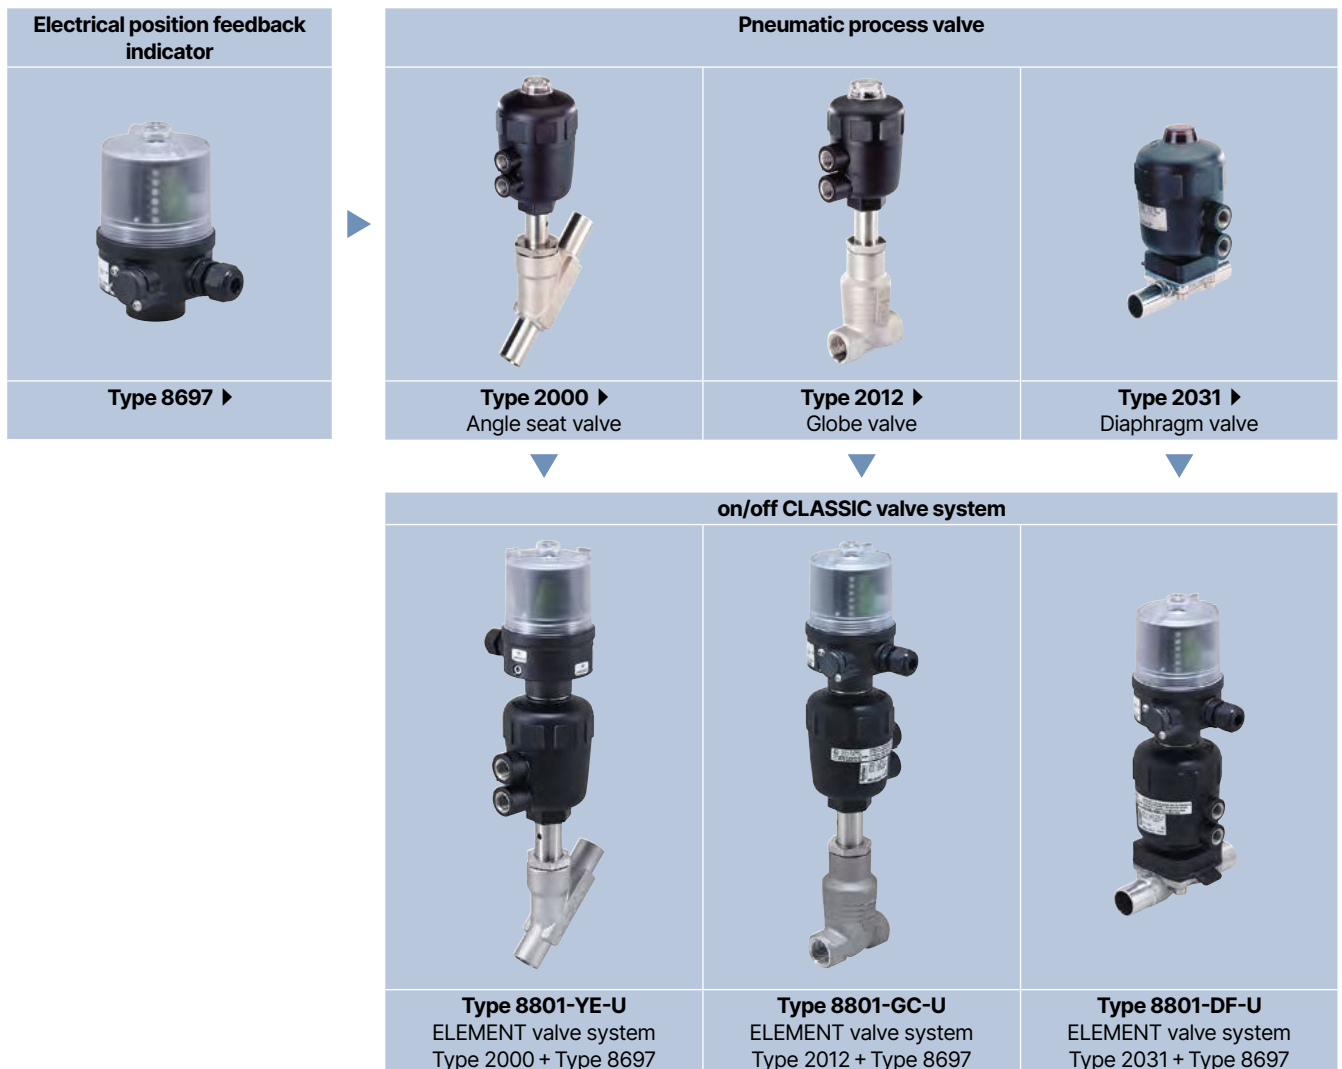 Electrical position feedback
indicator
Pneumatic process valve
Type 8697
Type 2000
Angle seat valve
Type 2012
Globe valve
Type 2031
Diaphragm valve
on/off CLASSIC valve system
Type 8801-YE-U
ELEMENT valve system
Type 2000 + Type 8697
Type 8801-GC-U
ELEMENT valve system
Type 2012 + Type 8697
Type 8801-DF-U
ELEMENT valve system
Type 2031 + Type 8697